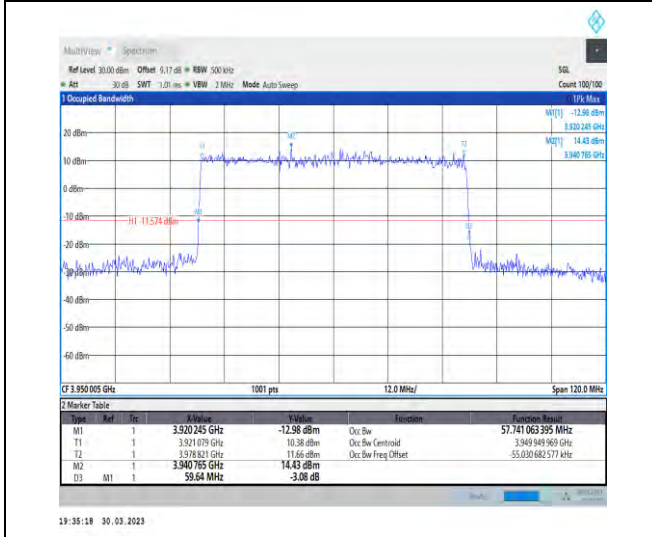 MultiView Spectrum
Ref Level 30.00 dBm Offset 9.17 dB RBW 500 kHz SGL
Att 30 dB SWT 1.01 ms VBW 2 MHz Mode Auto Sweep Count 100/100
1 Occupied Bandwidth 1Pk Max
M1[1] -12.98 dBm
3.920 245 GHz
M2[1] 14.43 dBm
3.940 765 GHz
20 dBm
M2
T1
T2
10 dBm
0 dBm
-10 dBm
M1
H1 -11.574 dBm
D3
-20 dBm
-30 dBm
-40 dBm
-50 dBm
-60 dBm
CF 3.950 005 GHz 1001 pts 12.0 MHz/ Span 120.0 MHz
2 Marker Table
Type Ref Trc X-Value Y-Value Function Function Result
M1 1 3.920 245 GHz -12.98 dBm Occ Bw 57.741 063 395 MHz
T1 1 3.921 079 GHz 10.38 dBm Occ Bw Centroid 3.949 949 969 GHz
T2 1 3.978 821 GHz 11.66 dBm Occ Bw Freq Offset -55.030 682 577 kHz
M2 1 3.940 765 GHz 14.43 dBm
D3 M1 1 59.64 MHz -3.08 dB
Ready
19:35:18 30.03.2023